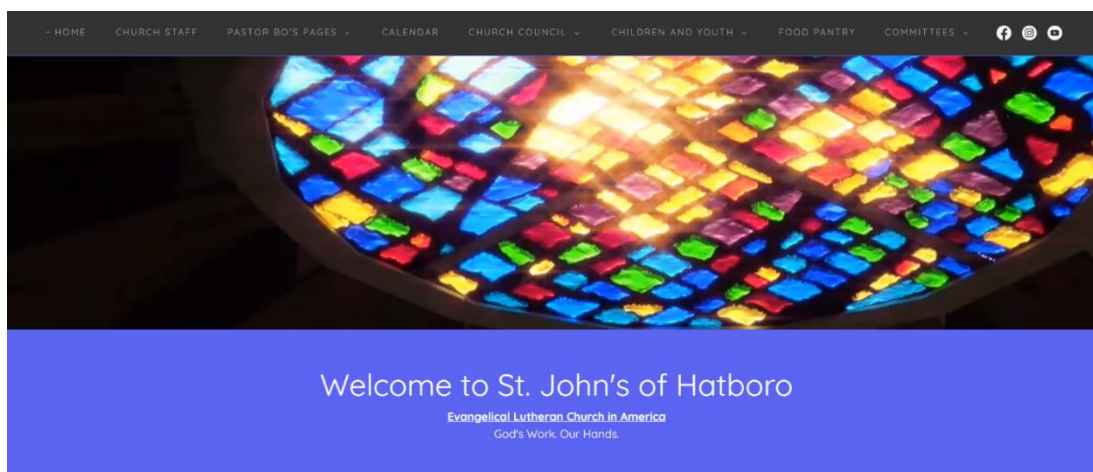 – HOME CHURCH STAFF PASTOR BO'S PAGES CALENDAR CHURCH COUNCIL CHILDREN AND YOUTH FOOD PANTRY COMMITTEES
Welcome to St. John's of Hatboro
Evangelical Lutheran Church in America
God's Work. Our Hands.